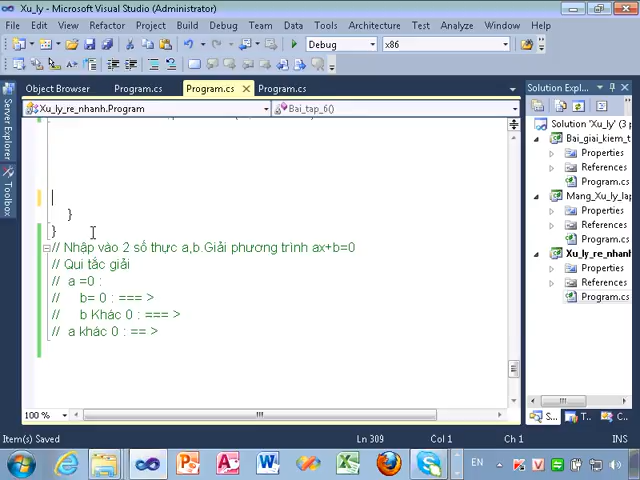 Xu_ly - Microsoft Visual Studio (Administrator)
File Edit View Refactor Project Build Debug Team Data Tools Architecture Test Analyze Window Help
Debug x86
Object Browser Program.cs Program.cs Program.cs
Xu_ly_re_nhanh.Program Bai_tap_6()
}
}
// Nhập vào 2 số thực a,b.Giải phương trình ax+b=0
// Qui tắc giải
// a =0 :
// b= 0 : === >
// b Khác 0 : === >
// a khác 0 : == >
100 %
Server Explorer
Toolbox
Solution Explo...
Solution 'Xu_ly' (3 p
Bai_giai_kiem_t
Properties
References
Program.cs
Mang_Xu_ly_lap
Properties
References
Program.cs
Xu_ly_re_nhanh
Properties
References
Program.cs
S... T... C...
Item(s) Saved Ln 309 Col 1 Ch 1 INS
EN